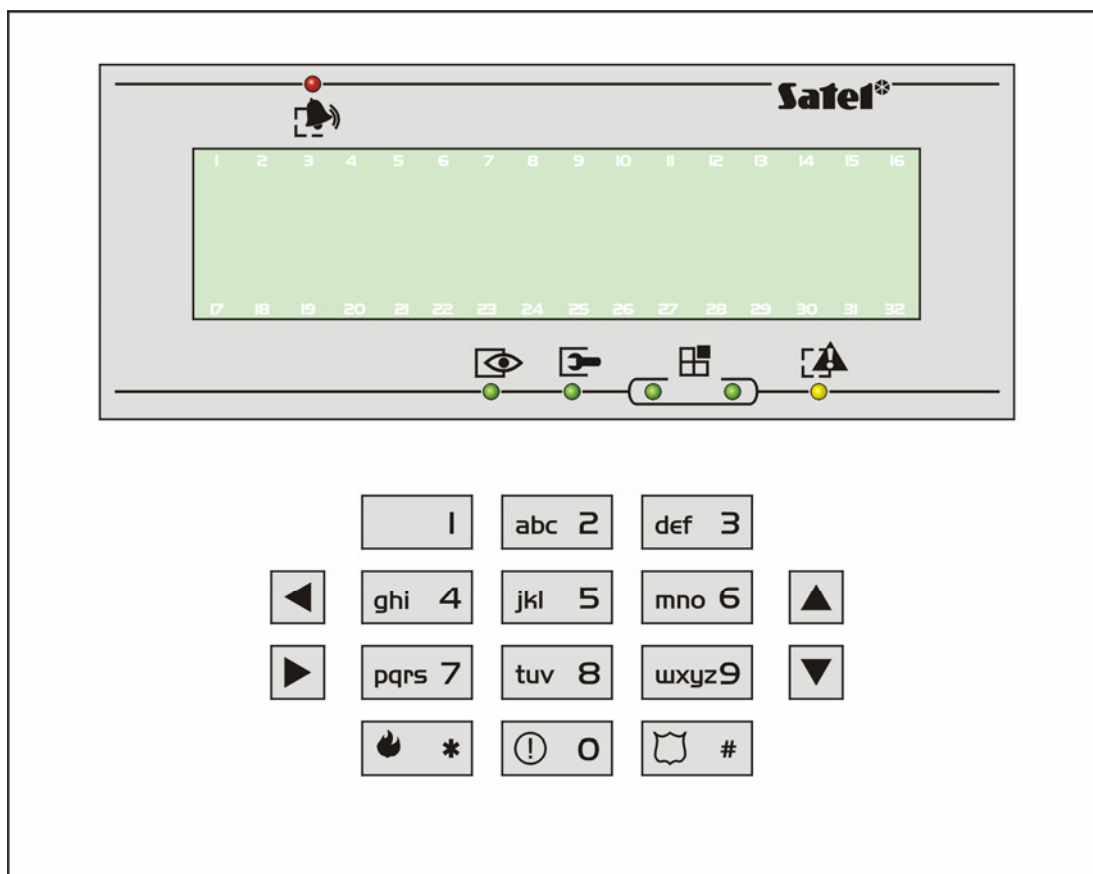 Satel
1 2 3 4 5 6 7 8 9 10 11 12 13 14 15 16
17 18 19 20 21 22 23 24 25 26 27 28 29 30 31 32
1 abc 2 def 3
ghi 4 jkl 5 mno 6
pqrs 7 tuv 8 wxyz 9
* ! 0 #